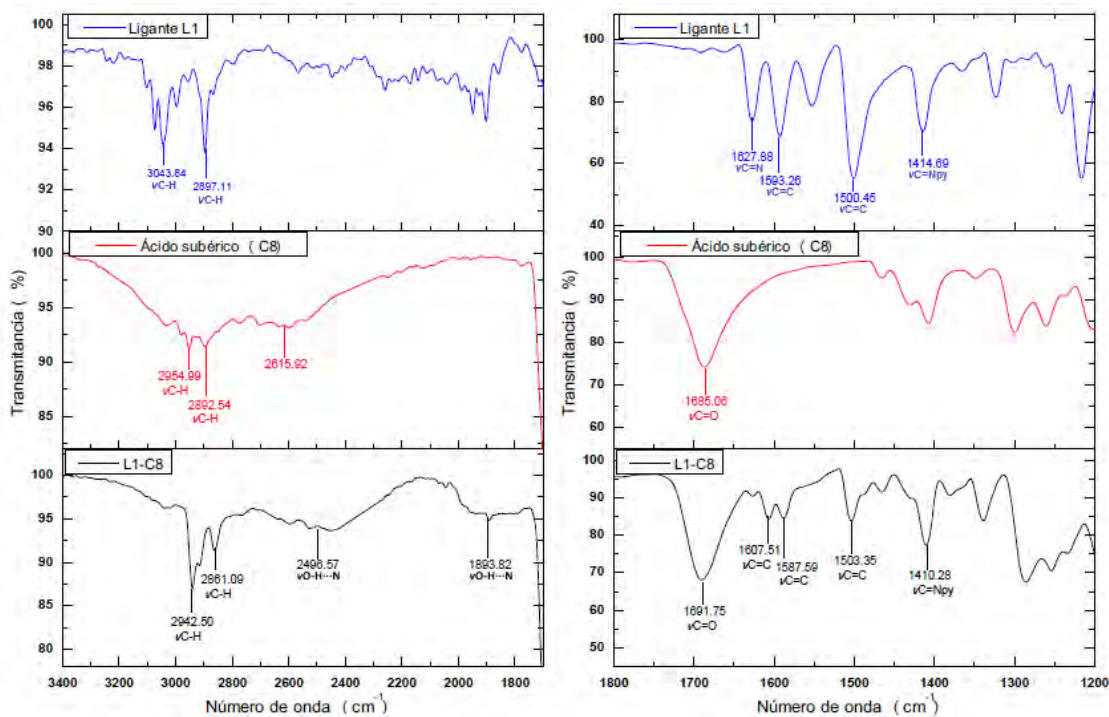 Transmitancia ( %)
Ligante L1
100
98
96
94
92
90
3043.84
νC-H
2897.11
νC-H
Ácido subérico ( C8)
100
95
90
85
2954.99
νC-H
2892.54
νC-H
2615.92
L1-C8
100
95
90
85
80
2942.50
νC-H
2861.09
νC-H
2496.57
νO-H···N
1893.82
νO-H···N
3400 3200 3000 2800 2600 2400 2200 2000 1800
Número de onda ( cm⁻¹)
Transmitancia ( %)
Ligante L1
100
80
60
40
1627.88
νC=N
1593.26
νC=C
1500.45
νC=C
1414.69
νC=Npy
Ácido subérico ( C8)
100
90
80
70
60
1685.06
νC=O
L1-C8
100
90
80
70
60
50
1691.75
νC=O
1607.51
νC=C
1587.59
νC=C
1503.35
νC=C
1410.28
νC=Npy
1800 1700 1600 1500 1400 1300 1200
Número de onda ( cm⁻¹)